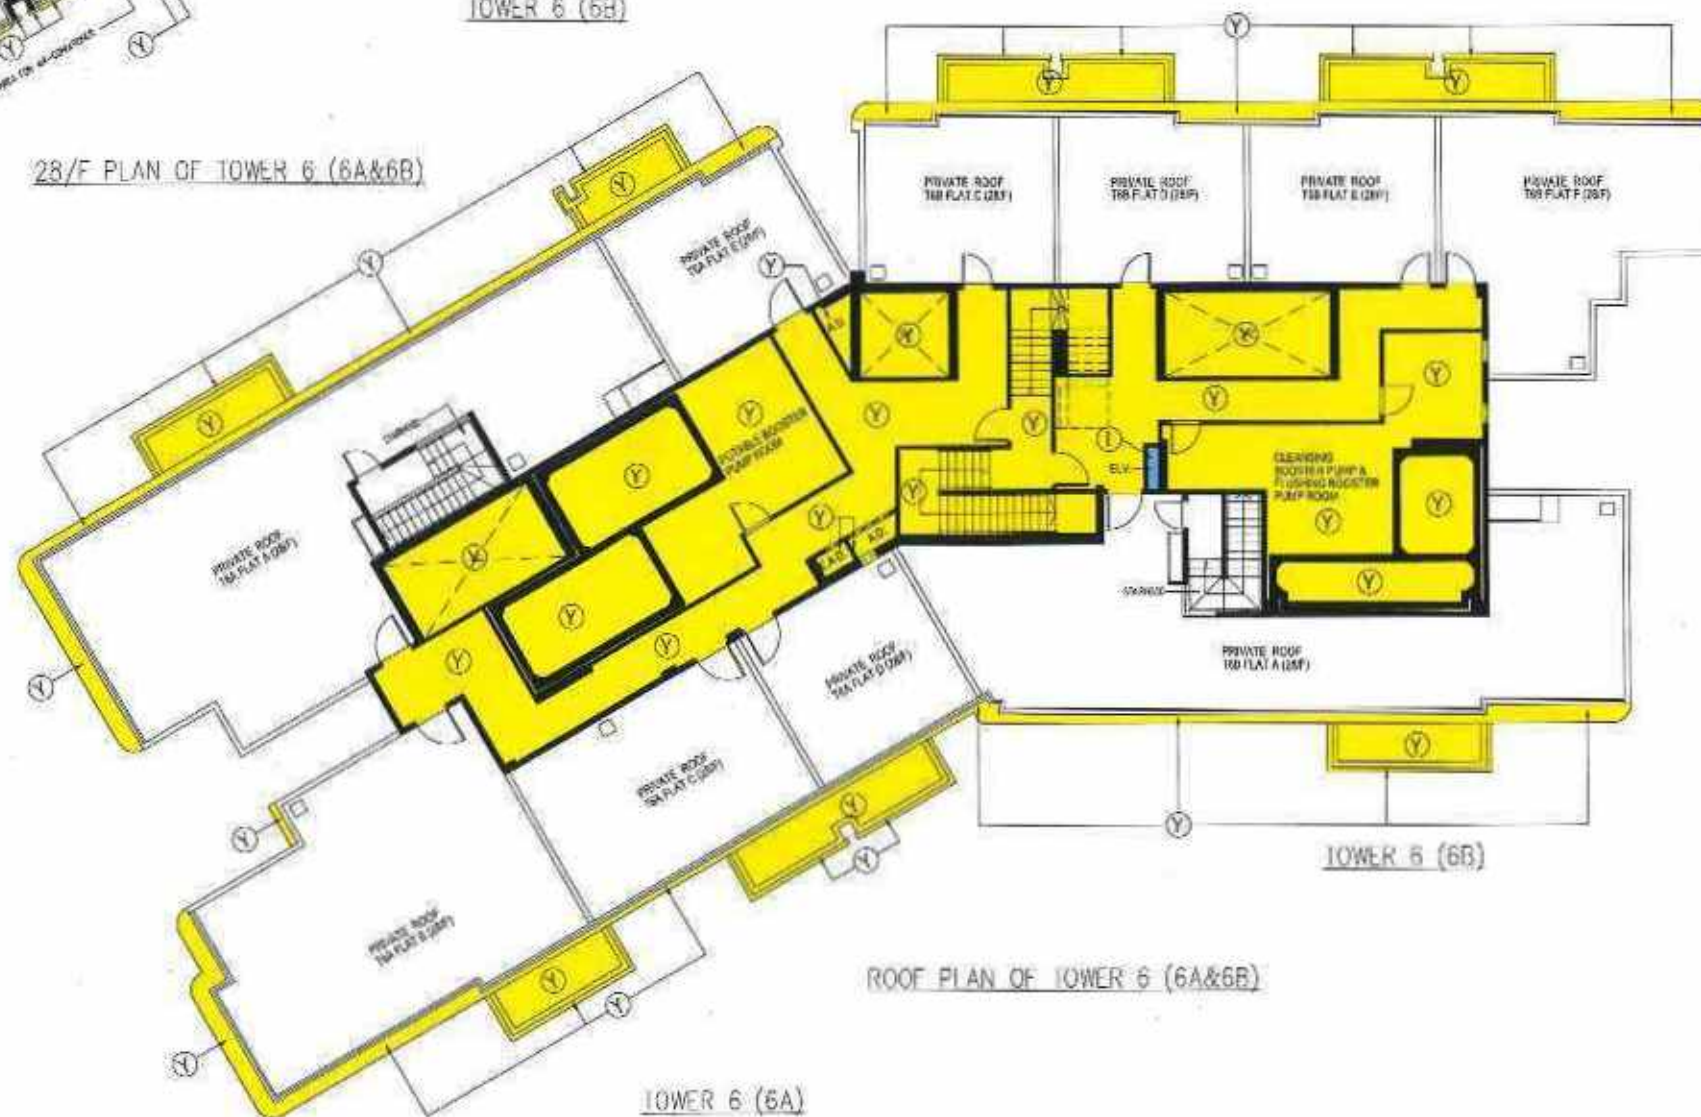 TOWER 6 (6B)
28/F PLAN OF TOWER 6 (6A&6B)
Y
PRIVATE ROOF
T6B FLAT C (28/F)
PRIVATE ROOF
T6B FLAT D (28/F)
PRIVATE ROOF
T6B FLAT E (28/F)
PRIVATE ROOF
T6B FLAT F (28/F)
PRIVATE ROOF
T6A FLAT E (28/F)
A.D.
POTABLE BOOSTER
PUMP ROOM
CLEANSING
BOOSTER PUMP &
FLUSHING BOOSTER
PUMP ROOM
I
ELV
STAIRHOOD
PRIVATE ROOF
T6A FLAT A (28/F)
A.D.
STAIRHOOD
PRIVATE ROOF
T6B FLAT A (28/F)
PRIVATE ROOF
T6A FLAT D (28/F)
PRIVATE ROOF
T6A FLAT C (28/F)
PRIVATE ROOF
T6A FLAT B (28/F)
TOWER 6 (6B)
ROOF PLAN OF TOWER 6 (6A&6B)
TOWER 6 (6A)